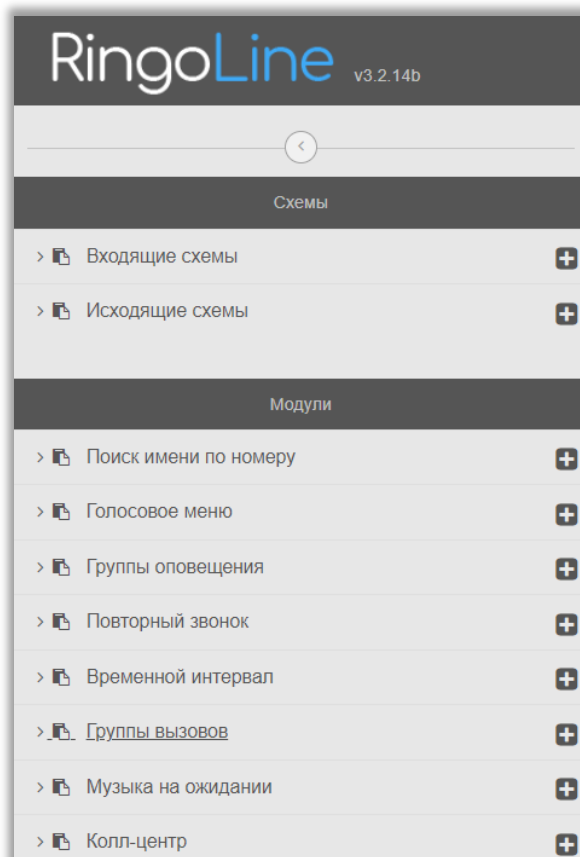 RingoLine v3.2.14b
Схемы
Входящие схемы
Исходящие схемы
Модули
Поиск имени по номеру
Голосовое меню
Группы оповещения
Повторный звонок
Временной интервал
Группы вызовов
Музыка на ожидании
Колл-центр